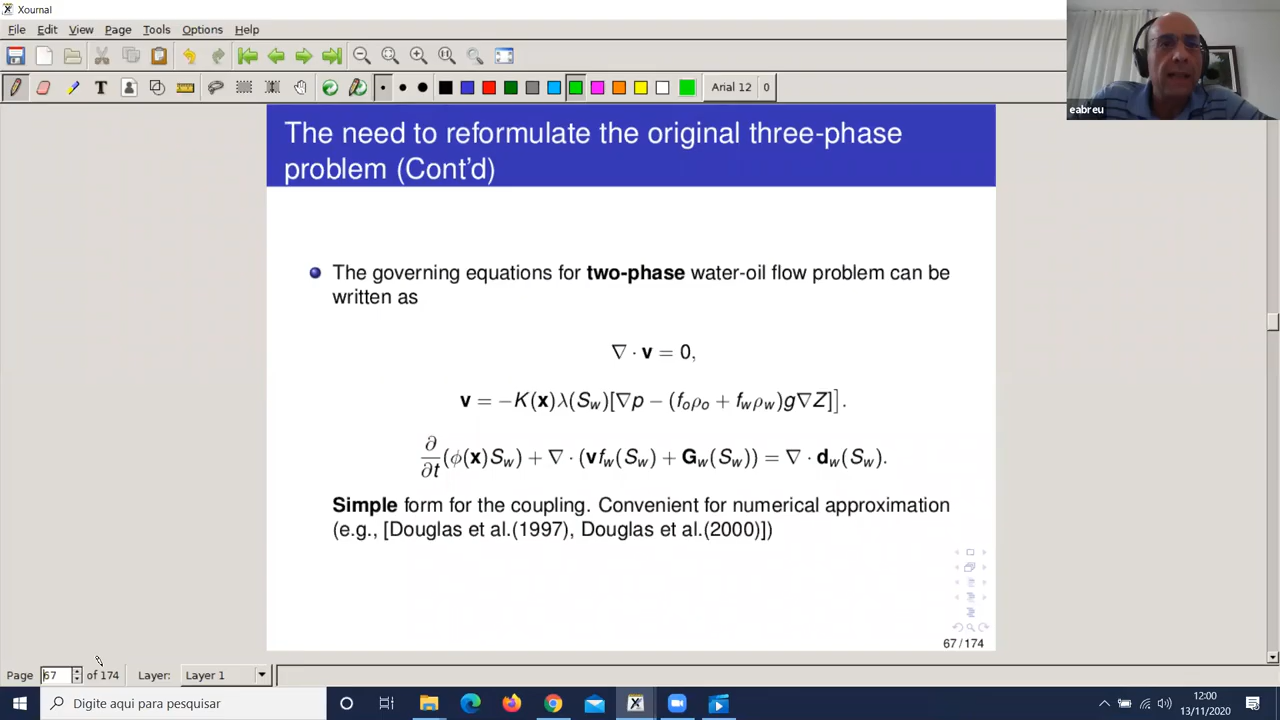 Xournal
File Edit View Page Tools Options Help
T Arial 12 0
eabreu
The need to reformulate the original three-phase
problem (Cont'd)
The governing equations for two-phase water-oil flow problem can be
written as
∇ · v = 0,
v = −K(x)λ(S_w)[∇p − (f_oρ_o + f_wρ_w)g∇Z]].
∂/∂t (φ(x)S_w) + ∇ · (vf_w(S_w) + G_w(S_w)) = ∇ · d_w(S_w).
Simple form for the coupling. Convenient for numerical approximation
(e.g., [Douglas et al.(1997), Douglas et al.(2000)])
67 / 174
Page 67 of 174 Layer: Layer 1
Digite aqui para pesquisar
12:00
13/11/2020